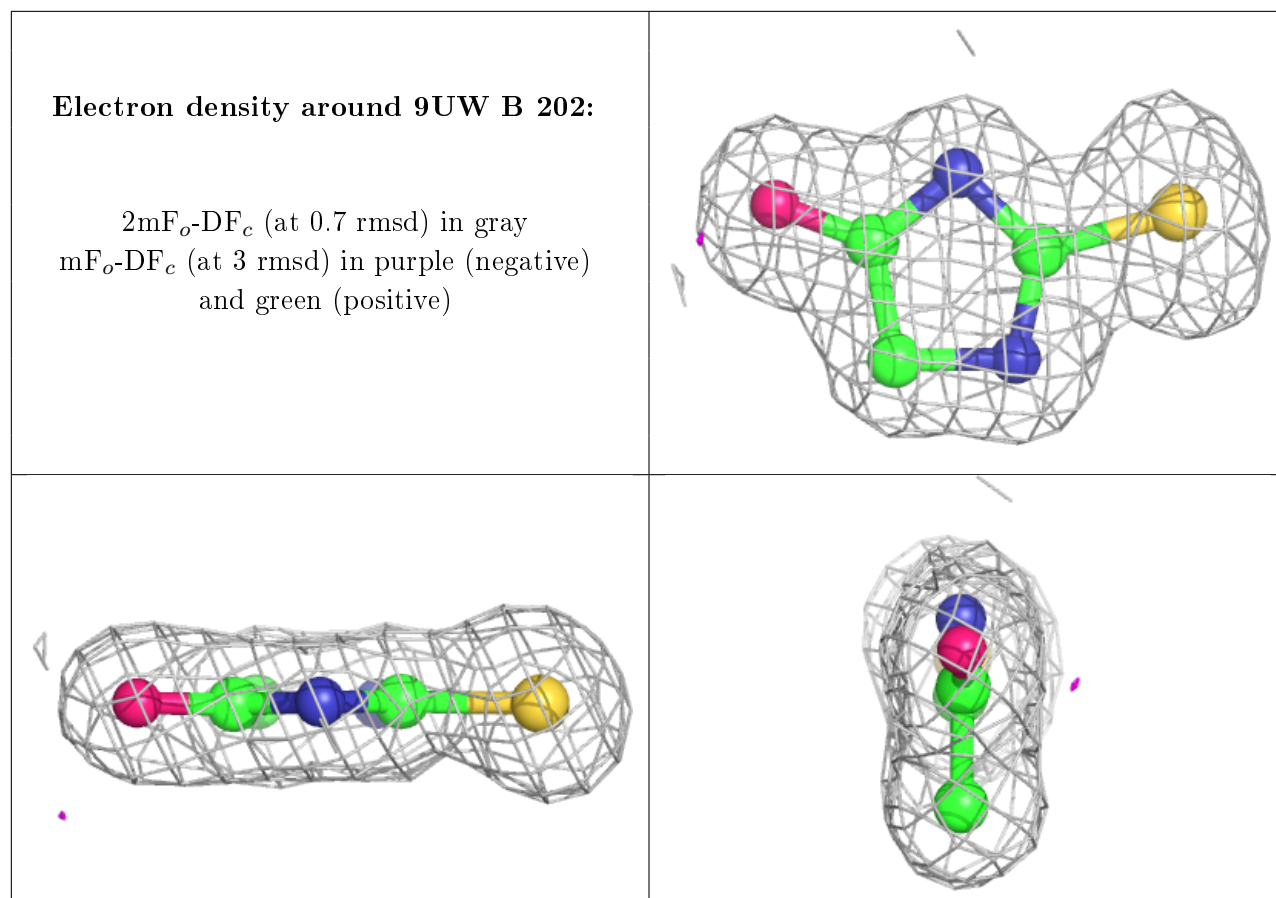 Electron density around 9UW B 202:
2mFo-DFc (at 0.7 rmsd) in gray
mFo-DFc (at 3 rmsd) in purple (negative)
and green (positive)